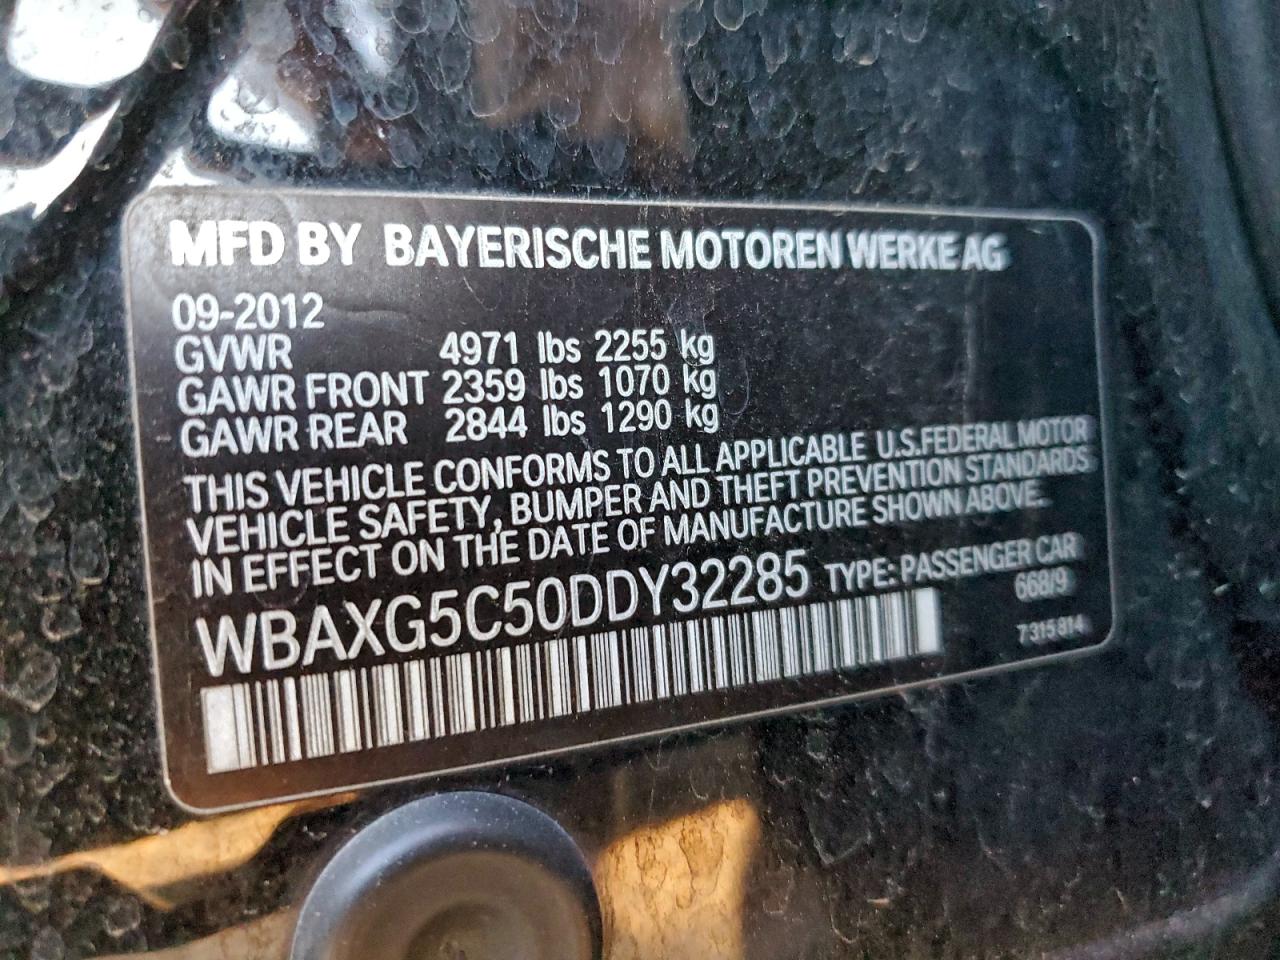 MFD BY BAYERISCHE MOTOREN WERKE AG
09-2012
GVWR 4971 lbs 2255 kg
GAWR FRONT 2359 lbs 1070 kg
GAWR REAR 2844 lbs 1290 kg
THIS VEHICLE CONFORMS TO ALL APPLICABLE U.S.FEDERAL MOTOR
VEHICLE SAFETY, BUMPER AND THEFT PREVENTION STANDARDS
IN EFFECT ON THE DATE OF MANUFACTURE SHOWN ABOVE.
WBAXG5C50DDY32285 TYPE: PASSENGER CAR
668/9
7 315 814